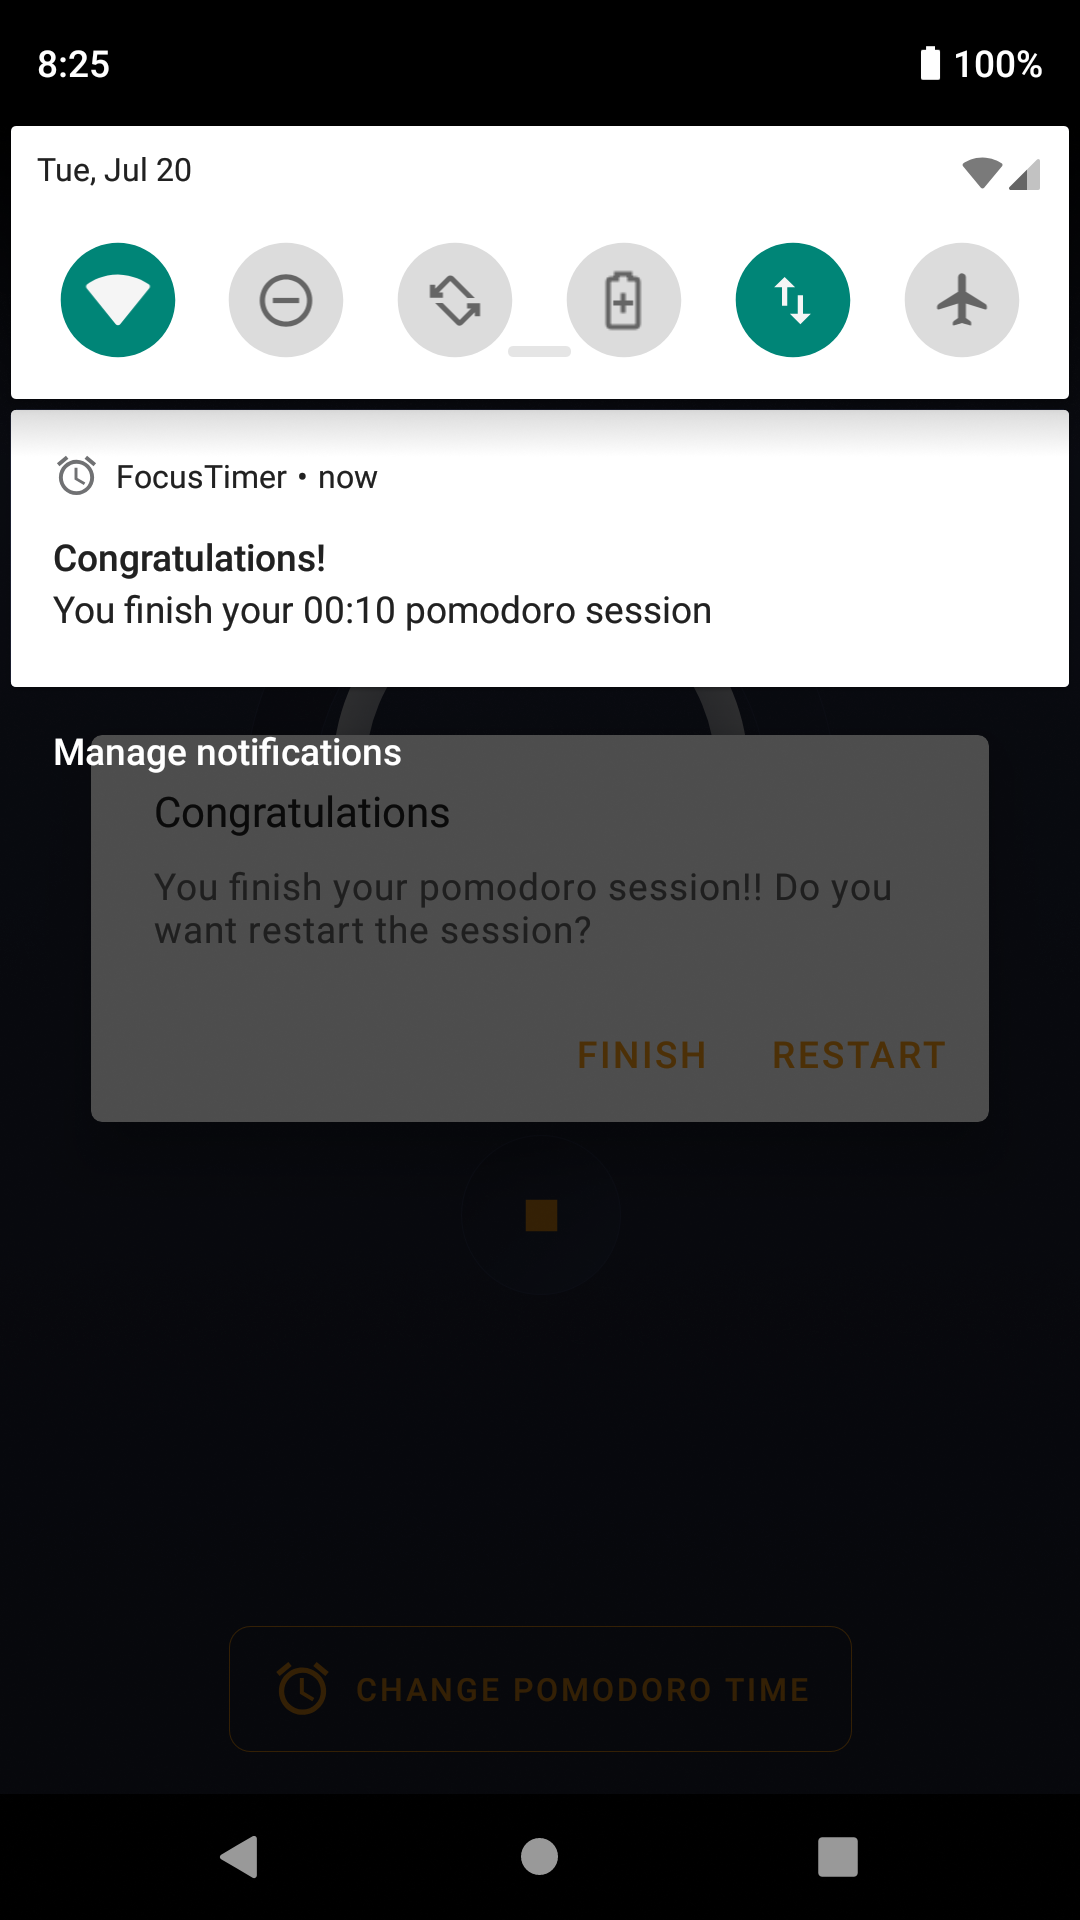 8:25
100%
Tue, Jul 20
FocusTimer • now
Congratulations!
You finish your 00:10 pomodoro session
Manage notifications
Congratulations
You finish your pomodoro session!! Do you
want restart the session?
FINISH RESTART
CHANGE POMODORO TIME